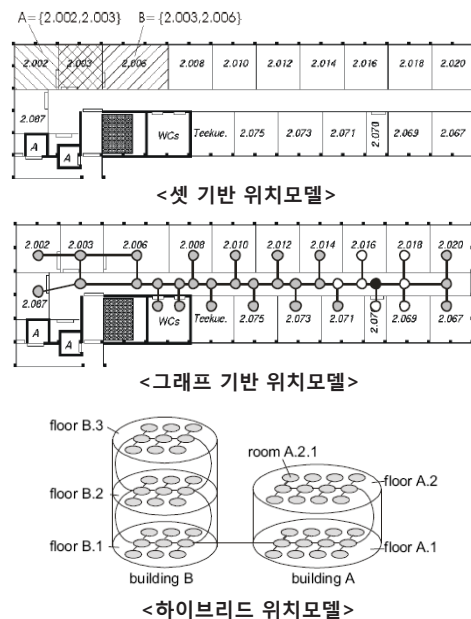 A={2.002,2.003} B={2.003,2.006}
2.002 2.003 2.006 2.008 2.010 2.012 2.014 2.016 2.018 2.020
2.087 WCs Teekue. 2.075 2.073 2.071 2.070 2.069 2.067
A A
<셋 기반 위치모델>
2.002 2.003 2.006 2.008 2.010 2.012 2.014 2.016 2.018 2.020
2.087 WCs Teekue. 2.075 2.073 2.071 2.069 2.067
A A
<그래프 기반 위치모델>
floor B.3
room A.2.1
floor B.2 floor A.2
floor B.1 floor A.1
building B building A
<하이브리드 위치모델>